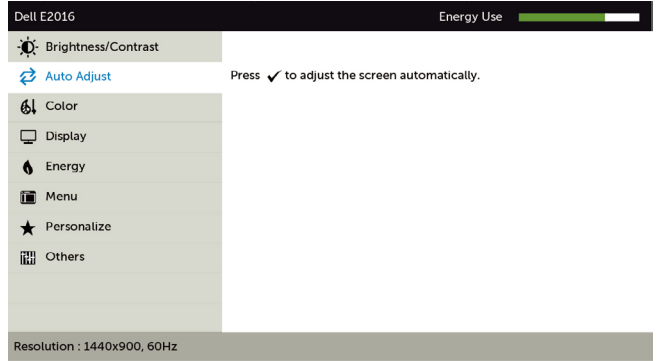 Dell E2016 Energy Use
Brightness/Contrast
Auto Adjust
Press ✓ to adjust the screen automatically.
Color
Display
Energy
Menu
Personalize
Others
Resolution : 1440x900, 60Hz